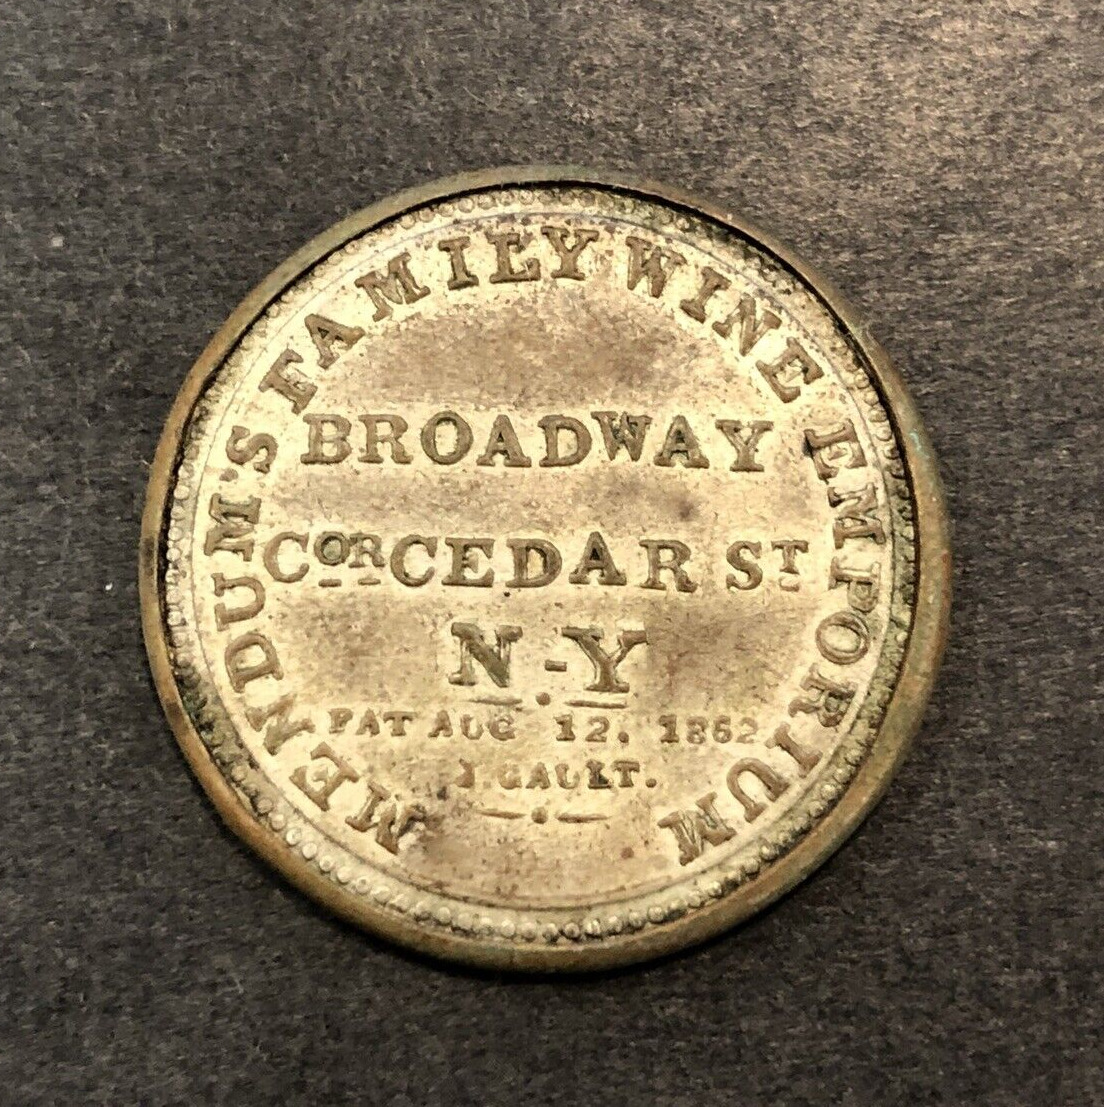 MENDUM'S FAMILY WINE EMPORIUM
BROADWAY
COR CEDAR ST
N-Y
PAT AUG 12. 1862
J GAULT.